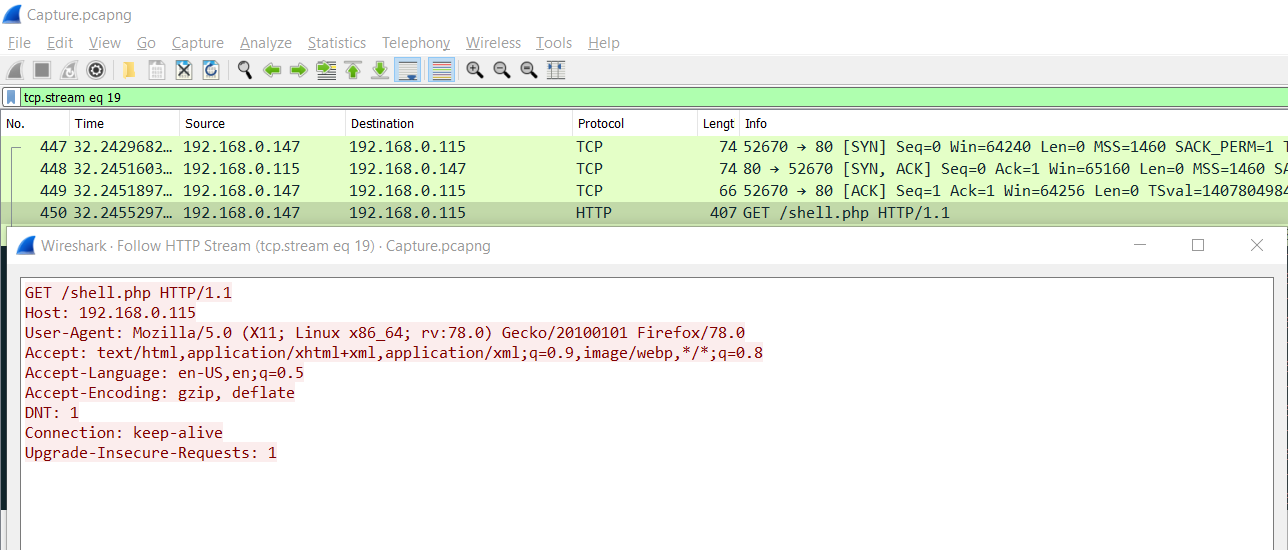 Capture.pcapng
File Edit View Go Capture Analyze Statistics Telephony Wireless Tools Help
tcp.stream eq 19
No. Time Source Destination Protocol Lengt Info
447 32.2429682… 192.168.0.147 192.168.0.115 TCP 74 52670 → 80 [SYN] Seq=0 Win=64240 Len=0 MSS=1460 SACK_PERM=1 T
448 32.2451603… 192.168.0.115 192.168.0.147 TCP 74 80 → 52670 [SYN, ACK] Seq=0 Ack=1 Win=65160 Len=0 MSS=1460 SA
449 32.2451897… 192.168.0.147 192.168.0.115 TCP 66 52670 → 80 [ACK] Seq=1 Ack=1 Win=64256 Len=0 TSval=1407804984
450 32.2455297… 192.168.0.147 192.168.0.115 HTTP 407 GET /shell.php HTTP/1.1
Wireshark · Follow HTTP Stream (tcp.stream eq 19) · Capture.pcapng
GET /shell.php HTTP/1.1
Host: 192.168.0.115
User-Agent: Mozilla/5.0 (X11; Linux x86_64; rv:78.0) Gecko/20100101 Firefox/78.0
Accept: text/html,application/xhtml+xml,application/xml;q=0.9,image/webp,*/*;q=0.8
Accept-Language: en-US,en;q=0.5
Accept-Encoding: gzip, deflate
DNT: 1
Connection: keep-alive
Upgrade-Insecure-Requests: 1